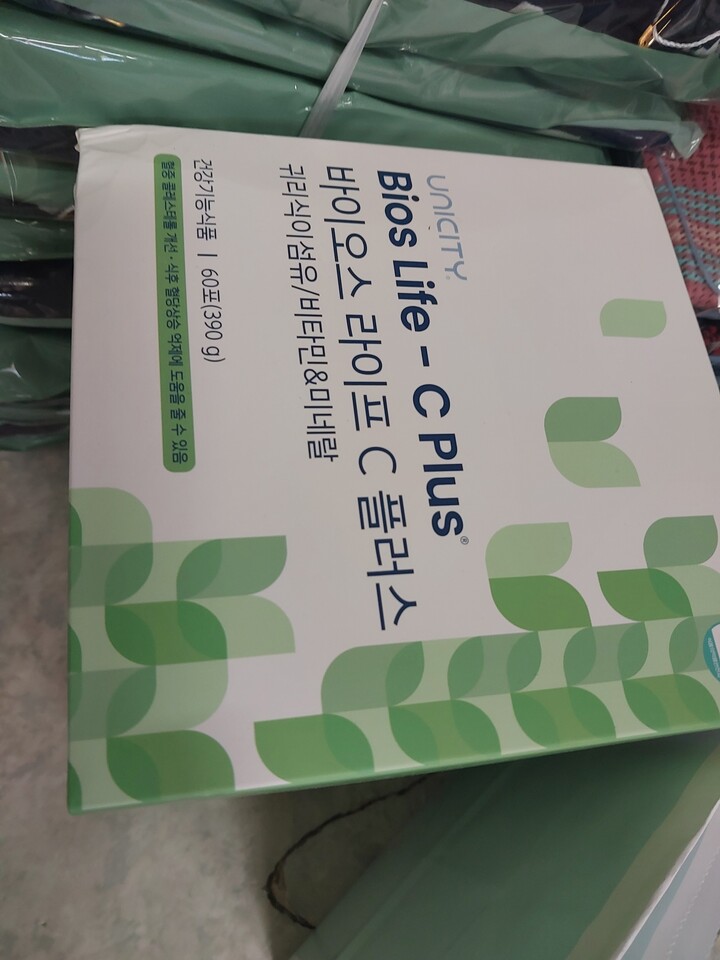 UNICITY®
Bios Life - C Plus®
바이오스 라이프 C 플러스
귀리식이섬유/비타민&미네랄
건강기능식품 | 60포(390 g)
혈중 콜레스테롤 개선 · 식후 혈당상승 억제에 도움을 줄 수 있음